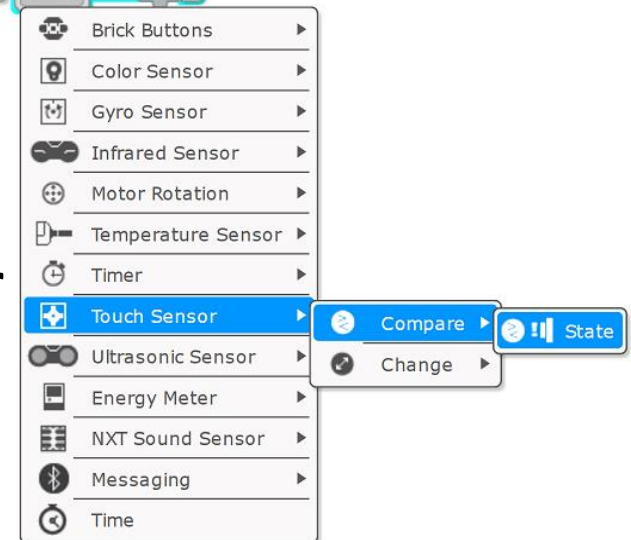 Brick Buttons
Color Sensor
Gyro Sensor
Infrared Sensor
Motor Rotation
Temperature Sensor
Timer
Touch Sensor
Compare
State
Ultrasonic Sensor
Change
Energy Meter
NXT Sound Sensor
Messaging
Time